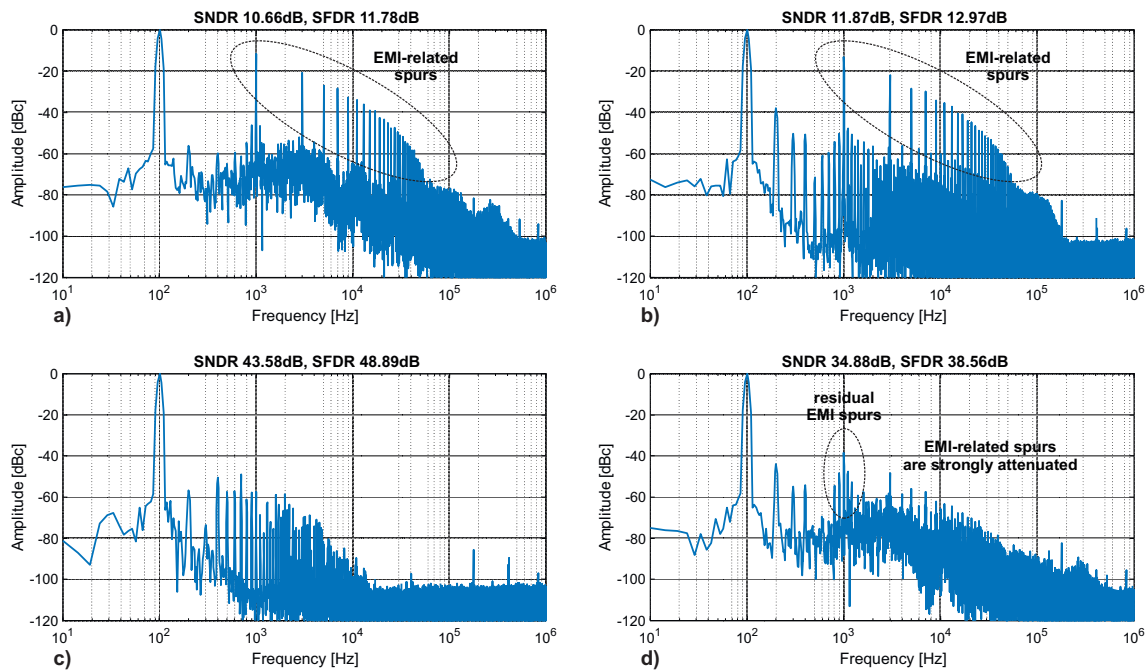 SNDR 10.66dB, SFDR 11.78dB
0
-20
-40
-60
-80
-100
-120
Amplitude [dBc]
EMI-related
spurs
10^1
10^2
10^3
10^4
10^5
10^6
Frequency [Hz]
a)
SNDR 11.87dB, SFDR 12.97dB
0
-20
-40
-60
-80
-100
-120
Amplitude [dBc]
EMI-related
spurs
10^1
10^2
10^3
10^4
10^5
10^6
Frequency [Hz]
b)
SNDR 43.58dB, SFDR 48.89dB
0
-20
-40
-60
-80
-100
-120
Amplitude [dBc]
10^1
10^2
10^3
10^4
10^5
10^6
Frequency [Hz]
c)
SNDR 34.88dB, SFDR 38.56dB
0
-20
-40
-60
-80
-100
-120
Amplitude [dBc]
residual
EMI spurs
EMI-related spurs
are strongly attenuated
10^1
10^2
10^3
10^4
10^5
10^6
Frequency [Hz]
d)